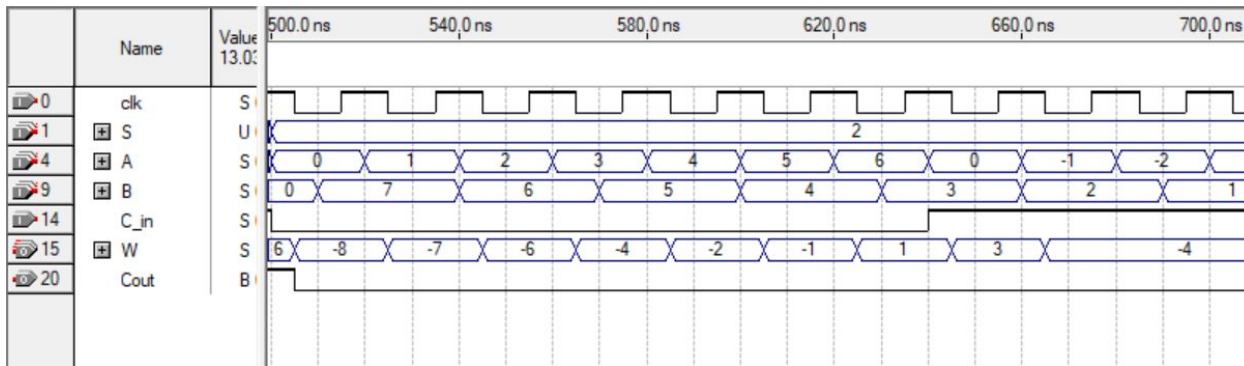 Name Value 13.03 500.0 ns 540.0 ns 580.0 ns 620.0 ns 660.0 ns 700.0 ns
0 clk S
1 S U 2
4 A S 0 1 2 3 4 5 6 0 -1 -2
9 B S 0 7 6 5 4 3 2 1
14 C_in S
15 W S 6 -8 -7 -6 -4 -2 -1 1 3 -4
20 Cout B